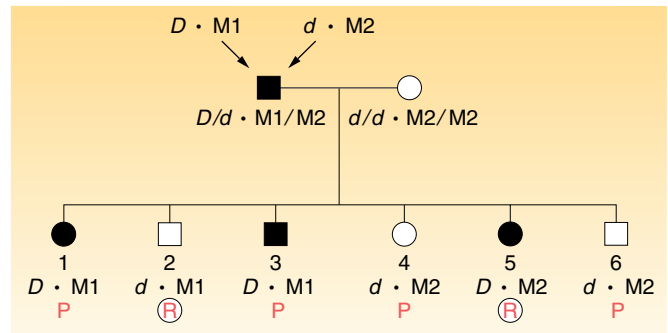 D · M1 d · M2
D/d · M1/M2 d/d · M2/M2
1 2 3 4 5 6
D · M1 d · M1 D · M1 d · M2 D · M2 d · M2
P R P P R P